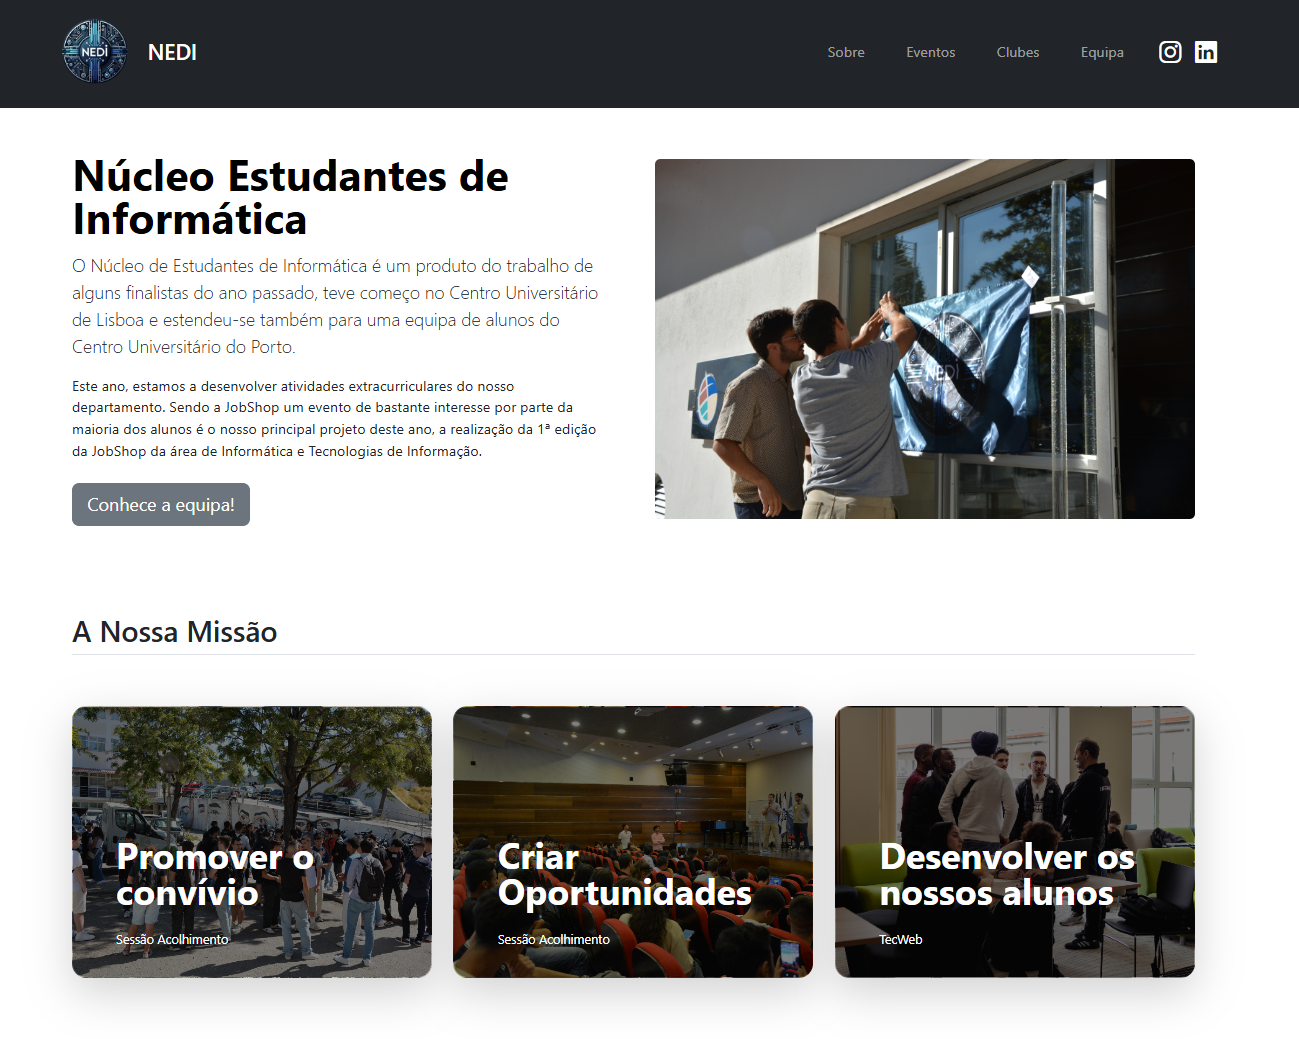 NEDI
NEDI
Sobre
Eventos
Clubes
Equipa
in
Núcleo Estudantes de
Informática
O Núcleo de Estudantes de Informática é um produto do trabalho de
alguns finalistas do ano passado, teve começo no Centro Universitário
de Lisboa e estendeu-se também para uma equipa de alunos do
Centro Universitário do Porto.
Este ano, estamos a desenvolver atividades extracurriculares do nosso
departamento. Sendo a JobShop um evento de bastante interesse por parte da
maioria dos alunos é o nosso principal projeto deste ano, a realização da 1ª edição
da JobShop da área de Informática e Tecnologias de Informação.
Conhece a equipa!
NEDI
A Nossa Missão
Promover o
convívio
Sessão Acolhimento
Criar
Oportunidades
Sessão Acolhimento
Desenvolver os
nossos alunos
TecWeb